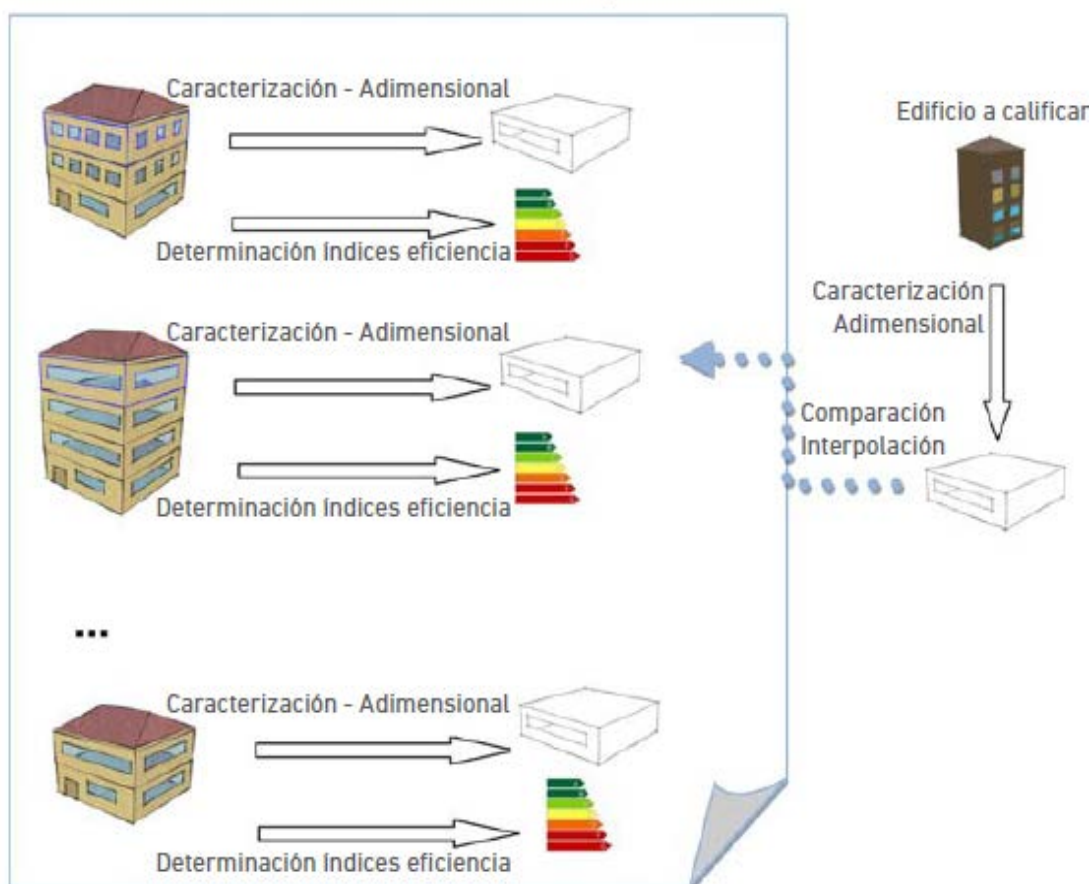 Caracterización - Adimensional
Determinación Índices eficiencia
Caracterización - Adimensional
Determinación Índices eficiencia
...
Caracterización - Adimensional
Determinación Índices eficiencia
Edificio a calificar
Caracterización
Adimensional
Comparación
Interpolación